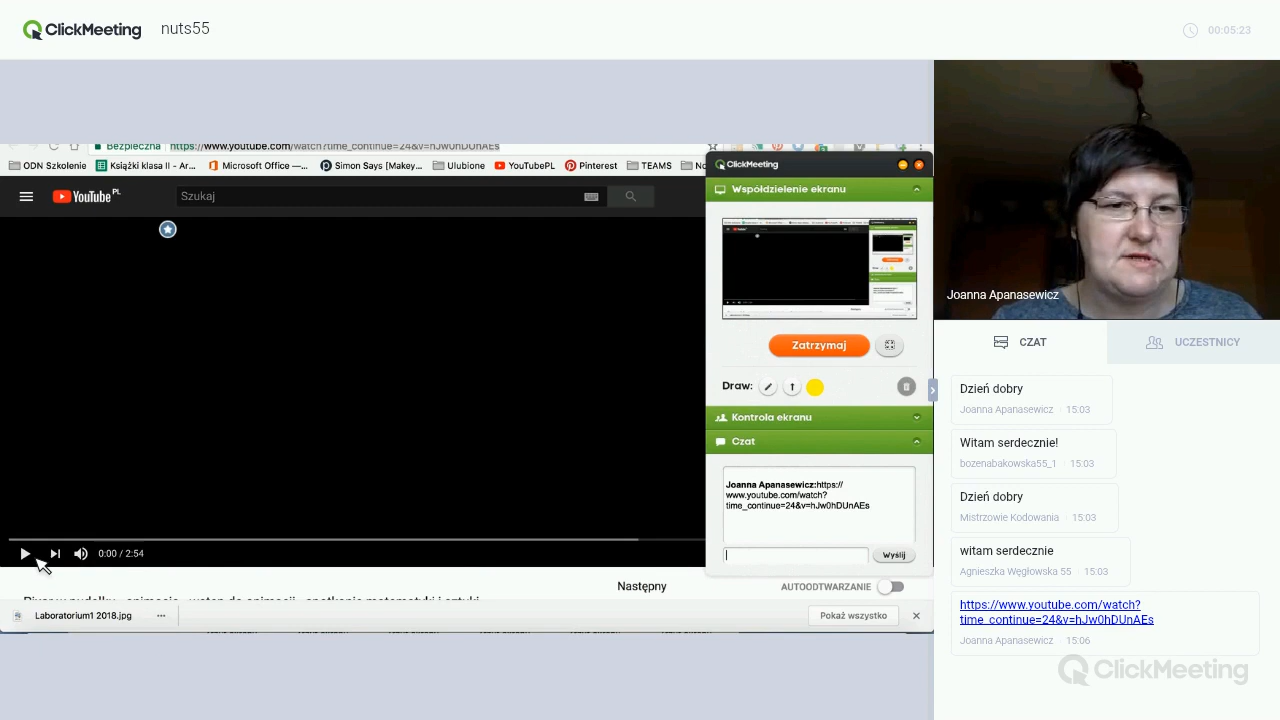 ClickMeeting
nuts55
00:05:23
Bezpieczna
https://www.youtube.com/watch?time_continue=24&v=hJw0hDUnAEs
ODN Szkolenie
Książki klasa II – Ar...
Microsoft Office —...
Simon Says [Makey...
Ulubione
YouTubePL
Pinterest
TEAMS
YouTube PL
Szukaj
0:00 / 2:54
Następny
AUTOODTWARZANIE
Laboratorium1 2018.jpg
Pokaż wszystko
ClickMeeting
Współdzielenie ekranu
Zatrzymaj
Draw:
Kontrola ekranu
Czat
Joanna Apanasewicz:https://
www.youtube.com/watch?
time_continue=24&v=hJw0hDUnAEs
Wyślij
Joanna Apanasewicz
CZAT
UCZESTNICY
Dzień dobry
Joanna Apanasewicz · 15:03
Witam serdecznie!
bozenabakowska55_1 · 15:03
Dzień dobry
Mistrzowie Kodowania · 15:03
witam serdecznie
Agnieszka Węgłowska 55 · 15:03
https://www.youtube.com/watch?
time_continue=24&v=hJw0hDUnAEs
Joanna Apanasewicz · 15:06
ClickMeeting